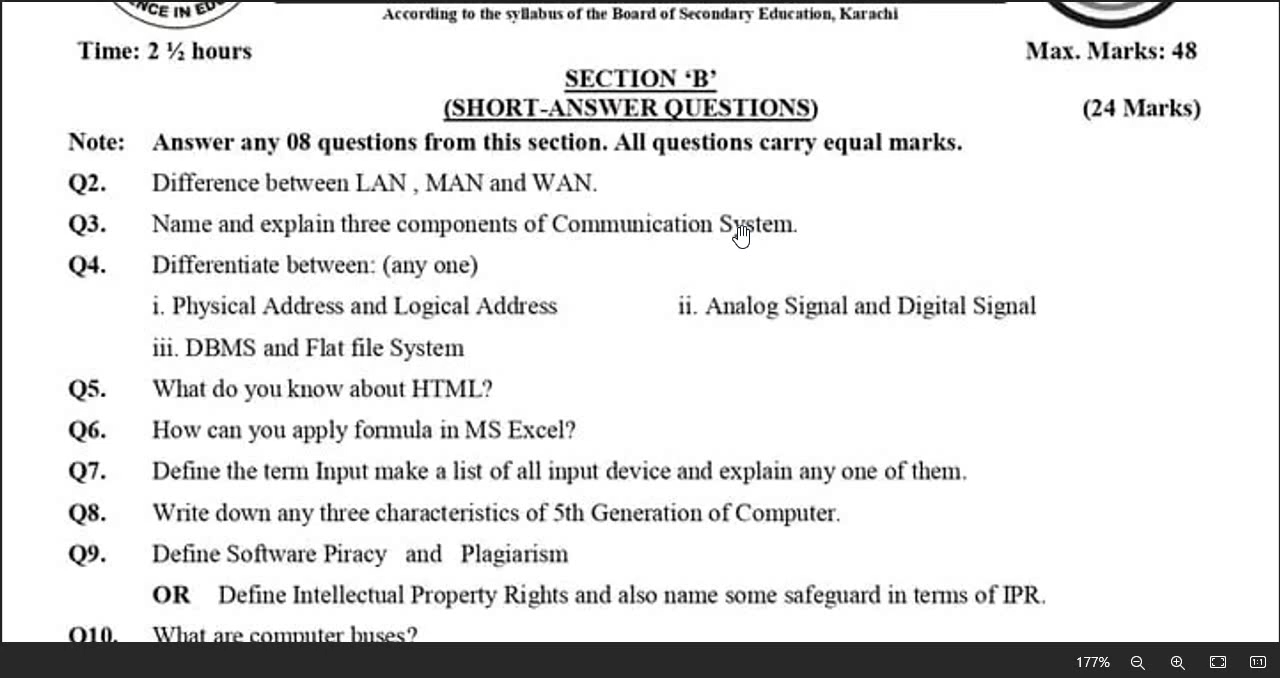 NCE IN EDU
According to the syllabus of the Board of Secondary Education, Karachi
Time: 2 ½ hours Max. Marks: 48
SECTION ‘B’
(SHORT-ANSWER QUESTIONS) (24 Marks)
Note: Answer any 08 questions from this section. All questions carry equal marks.
Q2. Difference between LAN , MAN and WAN.
Q3. Name and explain three components of Communication System.
Q4. Differentiate between: (any one)
i. Physical Address and Logical Address ii. Analog Signal and Digital Signal
iii. DBMS and Flat file System
Q5. What do you know about HTML?
Q6. How can you apply formula in MS Excel?
Q7. Define the term Input make a list of all input device and explain any one of them.
Q8. Write down any three characteristics of 5th Generation of Computer.
Q9. Define Software Piracy and Plagiarism
OR Define Intellectual Property Rights and also name some safeguard in terms of IPR.
Q10. What are computer buses?
177% 1:1